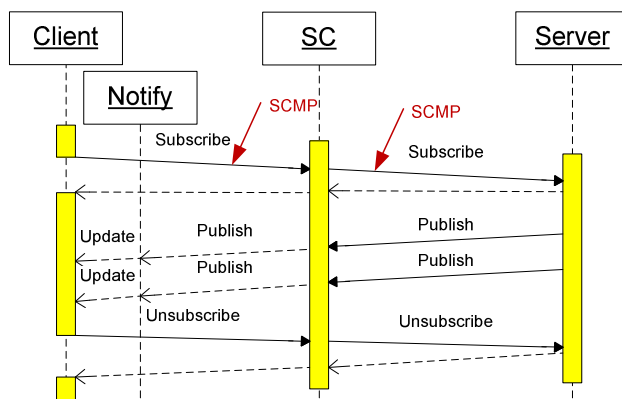 Client
SC
Server
Notify
SCMP
SCMP
Subscribe
Subscribe
Publish
Publish
Update
Publish
Publish
Update
Unsubscribe
Unsubscribe